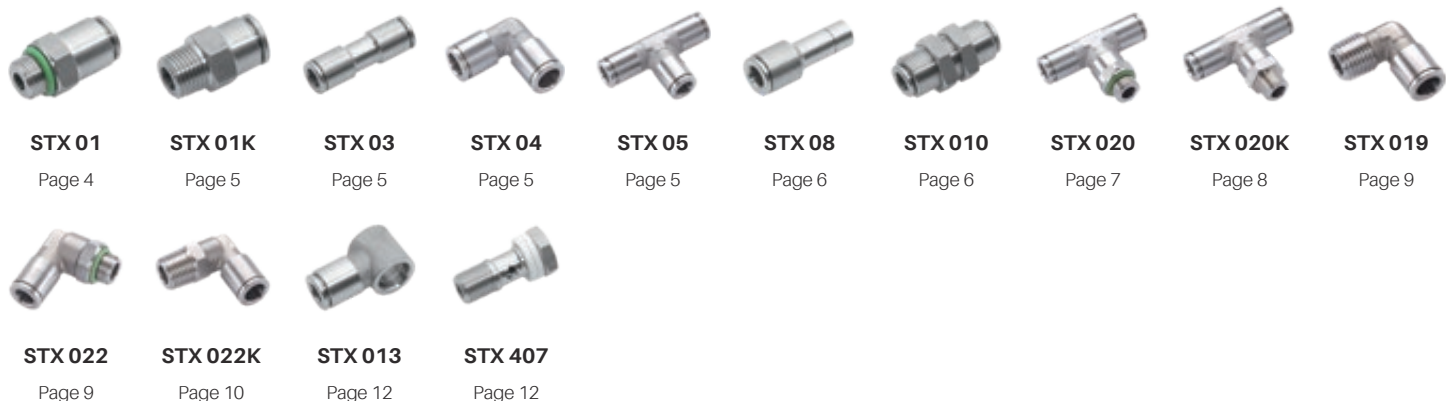 STX 01 STX 01K STX 03 STX 04 STX 05 STX 08 STX 010 STX 020 STX 020K STX 019
Page 4 Page 5 Page 5 Page 5 Page 5 Page 6 Page 6 Page 7 Page 8 Page 9
STX 022 STX 022K STX 013 STX 407
Page 9 Page 10 Page 12 Page 12